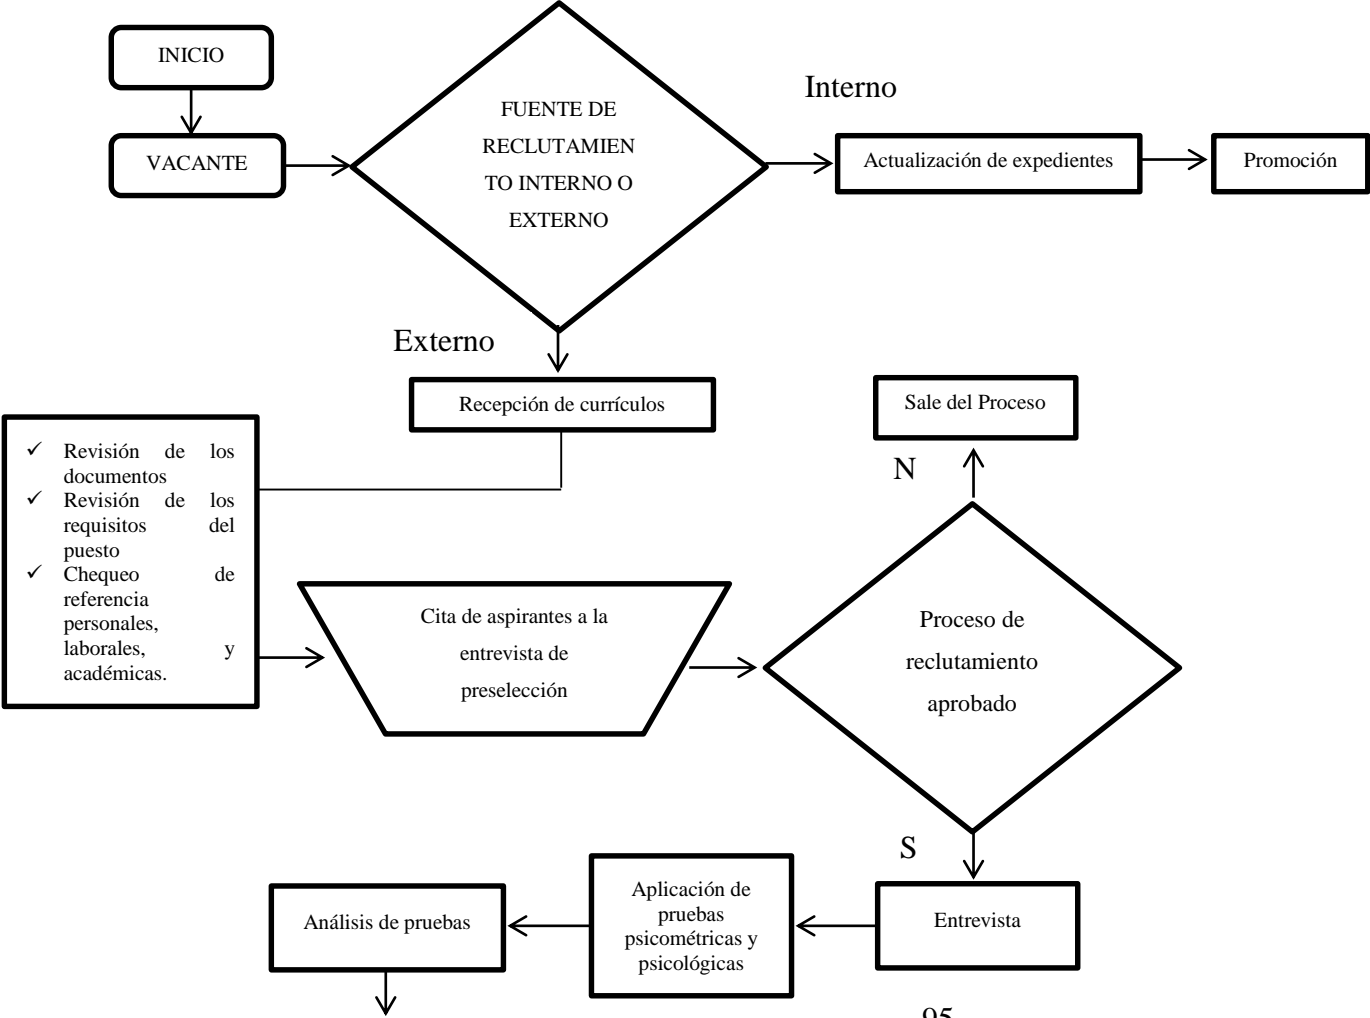 INICIO
VACANTE
FUENTE DE
RECLUTAMIEN
TO INTERNO O
EXTERNO
Interno
Actualización de expedientes
Promoción
Externo
Recepción de currículos
✓ Revisión de los
documentos
✓ Revisión de los
requisitos del
puesto
✓ Chequeo de
referencia
personales,
laborales, y
académicas.
Cita de aspirantes a la
entrevista de
preselección
Sale del Proceso
N
Proceso de
reclutamiento
aprobado
S
Entrevista
Aplicación de
pruebas
psicométricas y
psicológicas
Análisis de pruebas
95